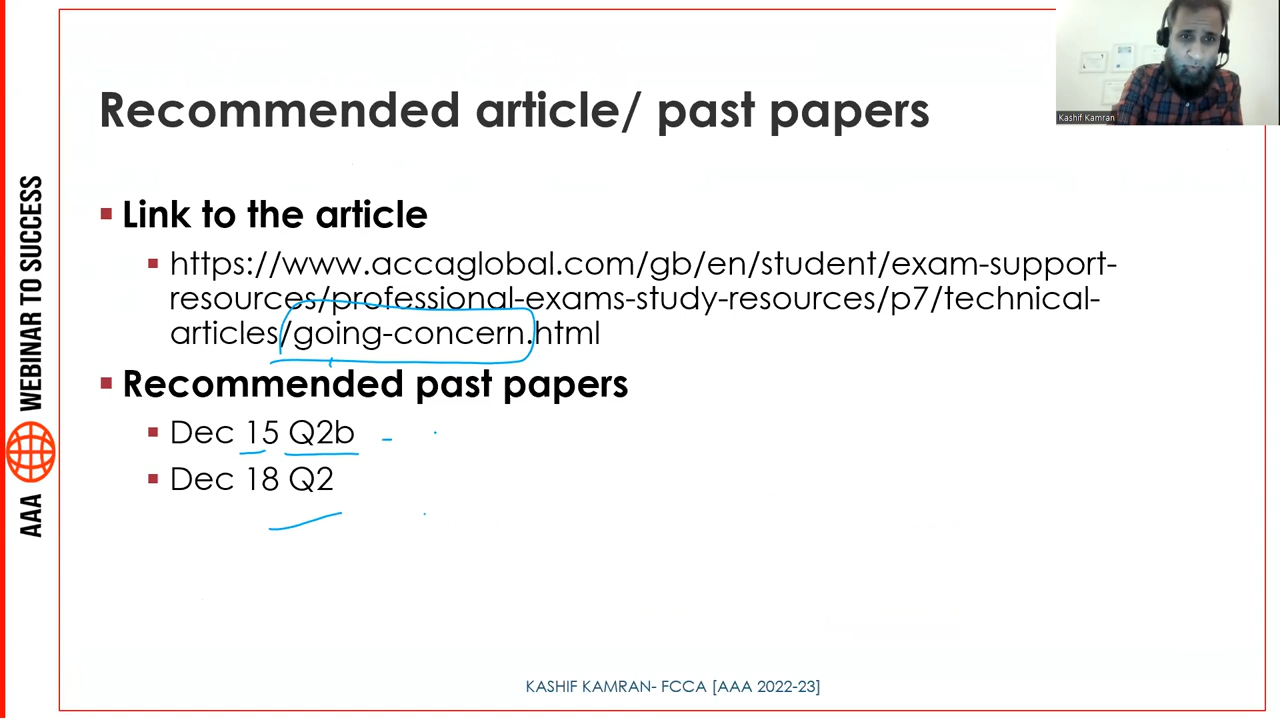 Recommended article/ past papers
Kashif Kamran
Link to the article
https://www.accaglobal.com/gb/en/student/exam-support-
resources/professional-exams-study-resources/p7/technical-
articles/going-concern.html
Recommended past papers
Dec 15 Q2b
Dec 18 Q2
AAA WEBINAR TO SUCCESS
KASHIF KAMRAN- FCCA [AAA 2022-23]